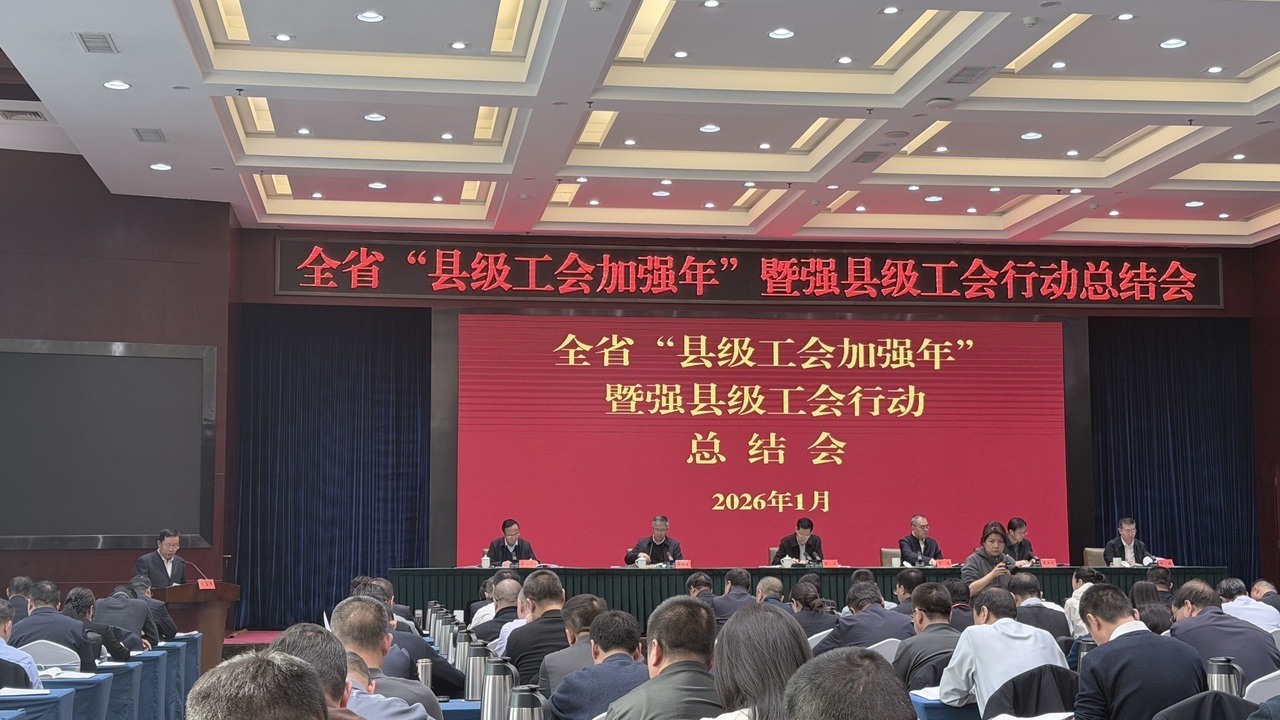 全省“县级工会加强年”暨强县级工会行动总结会
全省“县级工会加强年”
暨强县级工会行动
总结会
2026年1月